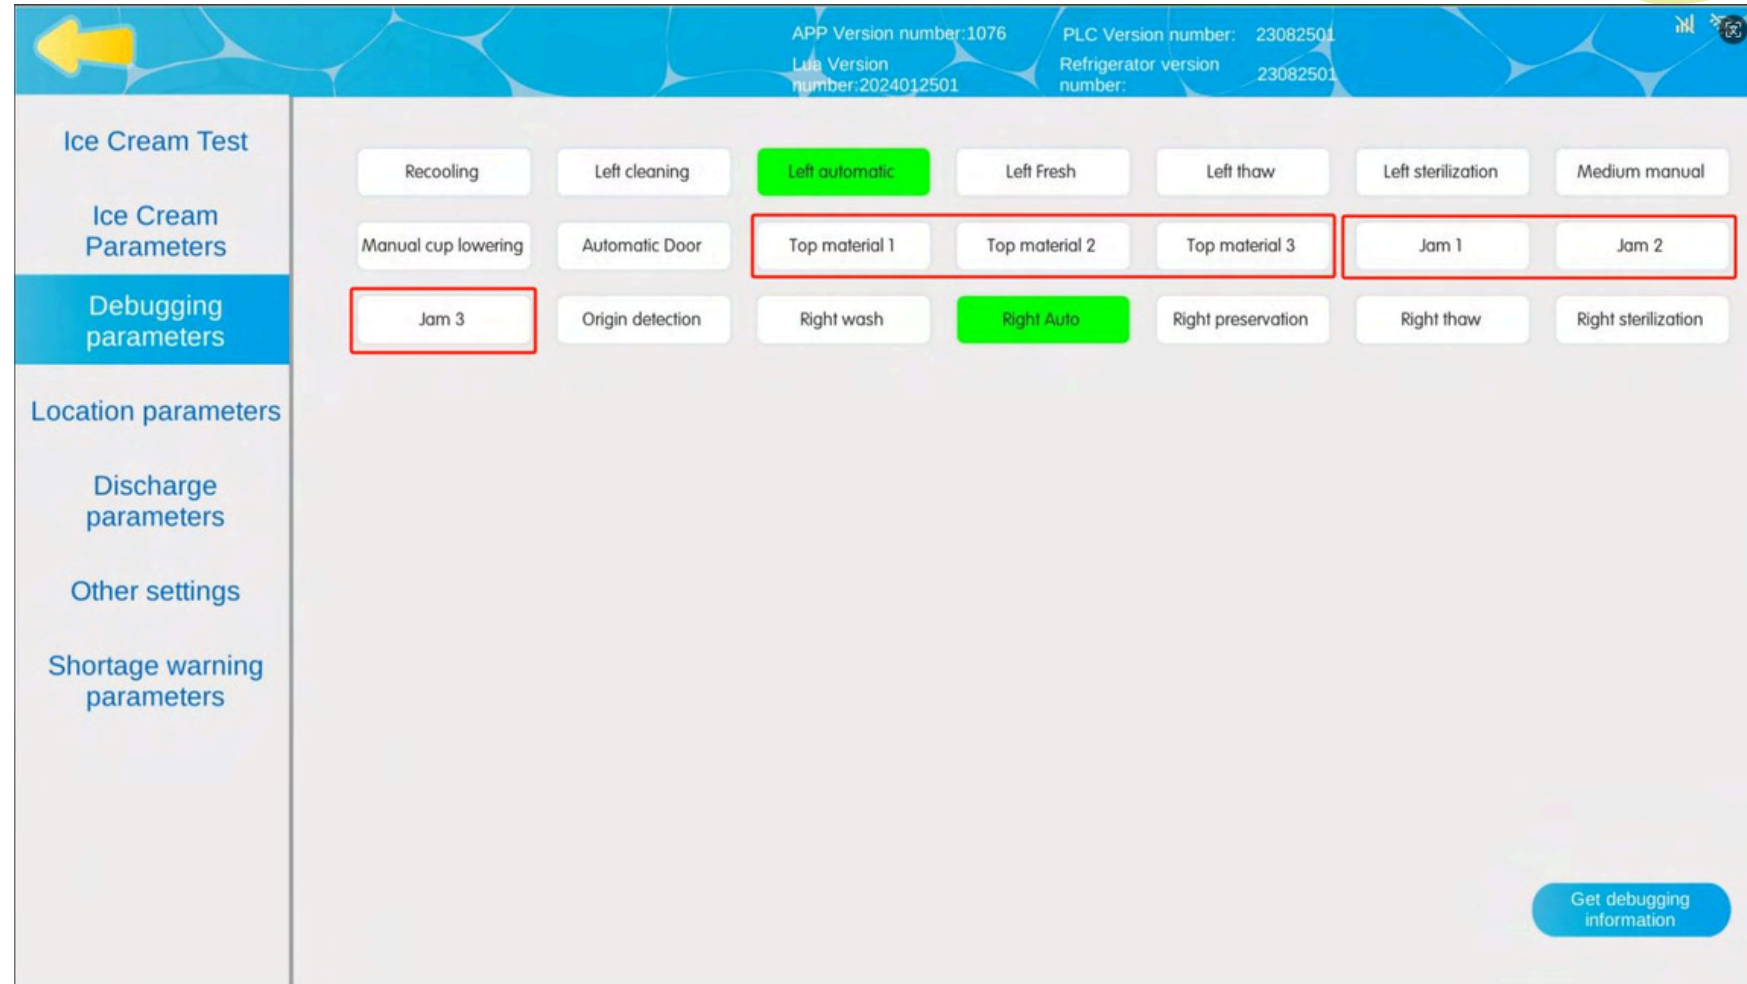 APP Version number:1076
PLC Version number: 23082501
Lua Version
number:2024012501
Refrigerator version
number:
23082501
Ice Cream Test
Ice Cream
Parameters
Debugging
parameters
Location parameters
Discharge
parameters
Other settings
Shortage warning
parameters
Recooling
Left cleaning
Left automatic
Left Fresh
Left thaw
Left sterilization
Medium manual
Manual cup lowering
Automatic Door
Top material 1
Top material 2
Top material 3
Jam 1
Jam 2
Jam 3
Origin detection
Right wash
Right Auto
Right preservation
Right thaw
Right sterilization
Get debugging
information